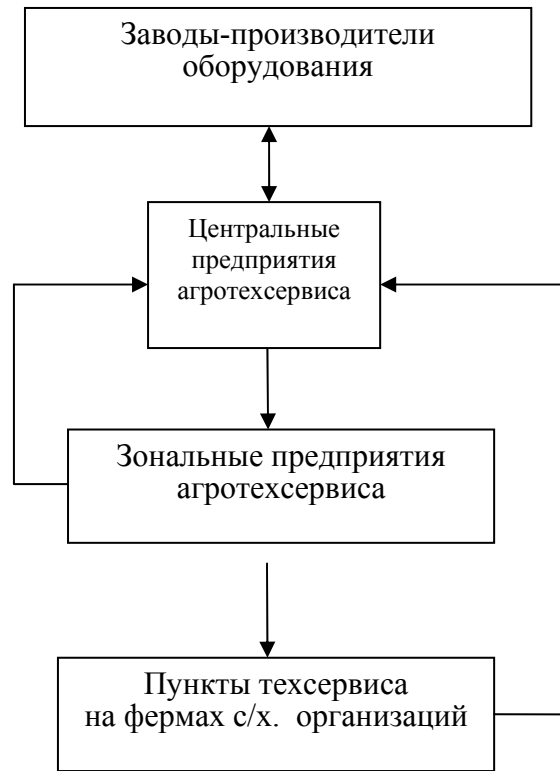 Заводы-производители
оборудования
Центральные
предприятия
агротехсервиса
Зональные предприятия
агротехсервиса
Пункты техсервиса
на фермах с/х. организаций